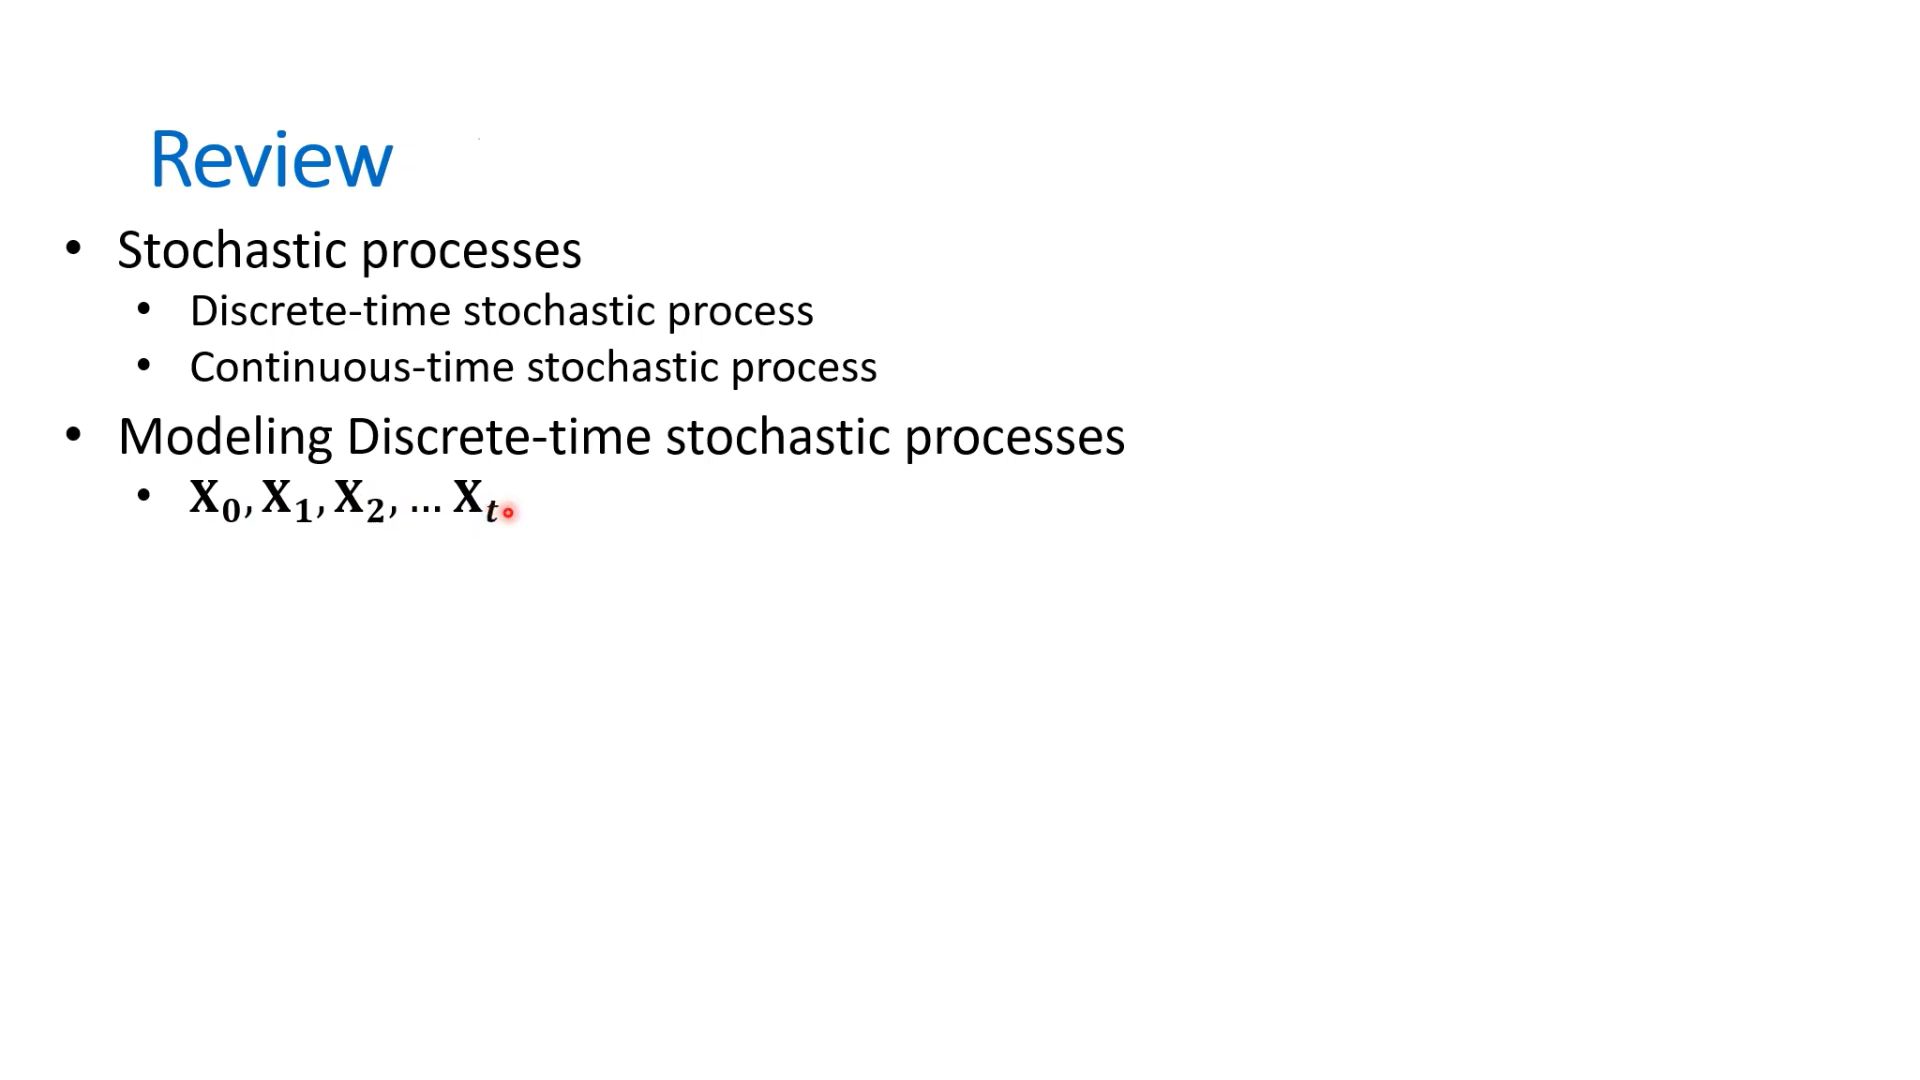 Review
• Stochastic processes
• Discrete-time stochastic process
• Continuous-time stochastic process
• Modeling Discrete-time stochastic processes
• X₀, X₁, X₂, … Xₜ